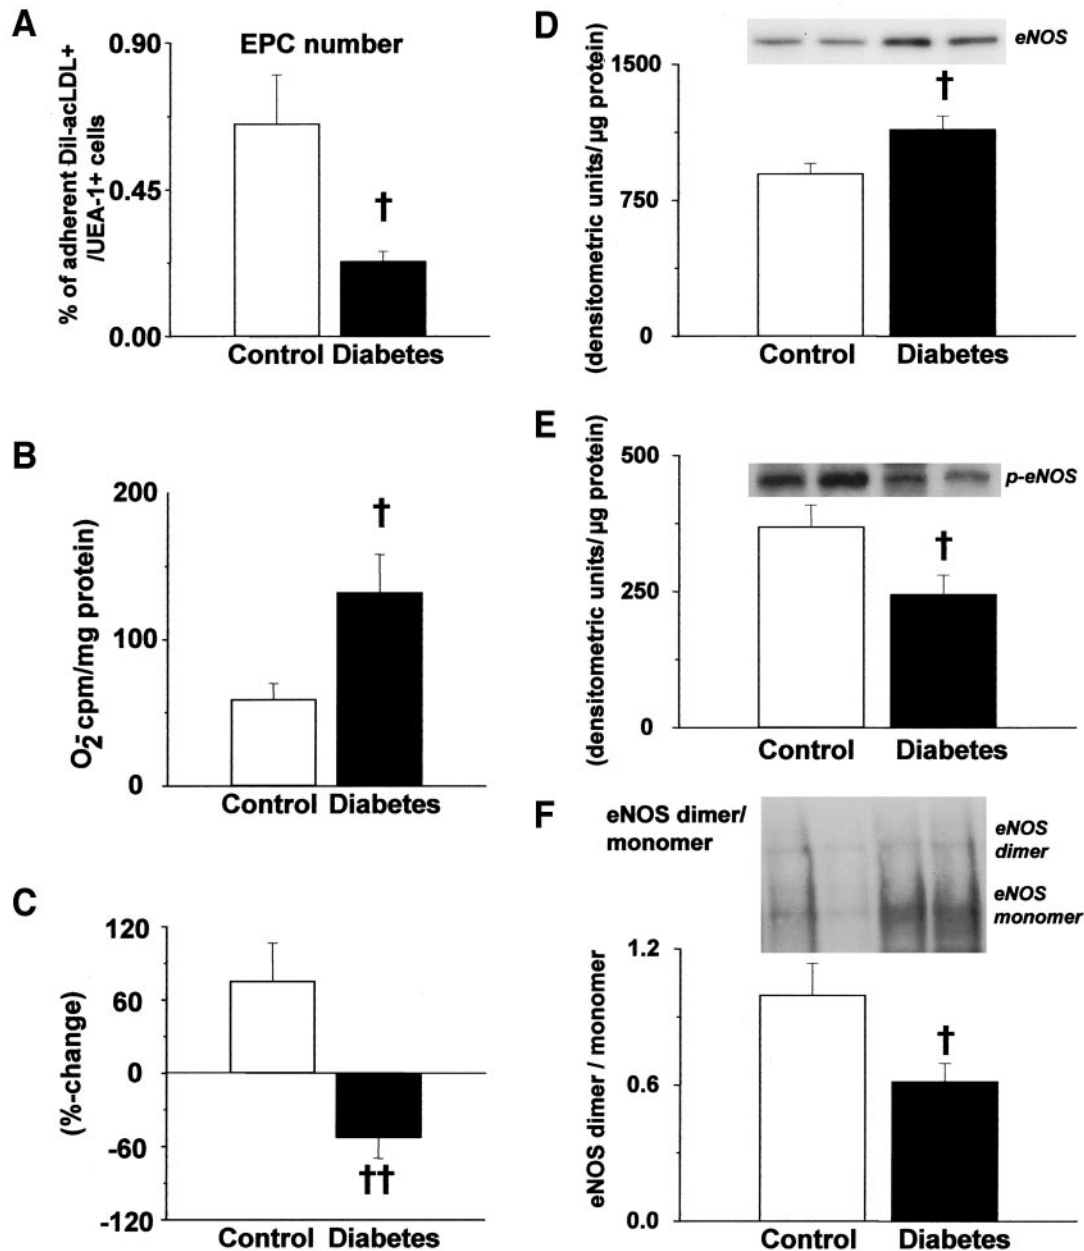 A
EPC number
% of adherent Dil-acLDL+
/UEA-1+ cells
0.90
0.45
0.00
Control Diabetes
†
B
O2- cpm/mg protein)
200
100
0
Control Diabetes
†
C
(%-change)
120
60
0
-60
-120
Control Diabetes
††
D
eNOS
(densitometric units/µg protein)
1500
750
0
Control Diabetes
†
E
p-eNOS
(densitometric units/µg protein)
500
250
0
Control Diabetes
†
F
eNOS dimer/
monomer
eNOS
dimer
eNOS
monomer
eNOS dimer / monomer
1.2
0.6
0.0
Control Diabetes
†